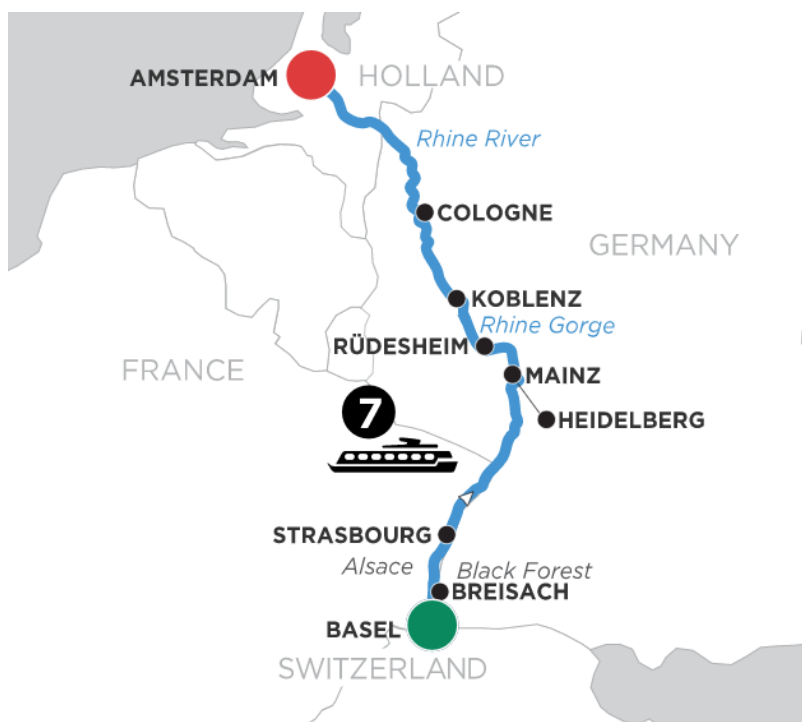 AMSTERDAM
HOLLAND
Rhine River
COLOGNE
GERMANY
KOBLENZ
Rhine Gorge
RÜDESHEIM
FRANCE
MAINZ
7
HEIDELBERG
STRASBOURG
Alsace
Black Forest
BREISACH
BASEL
SWITZERLAND